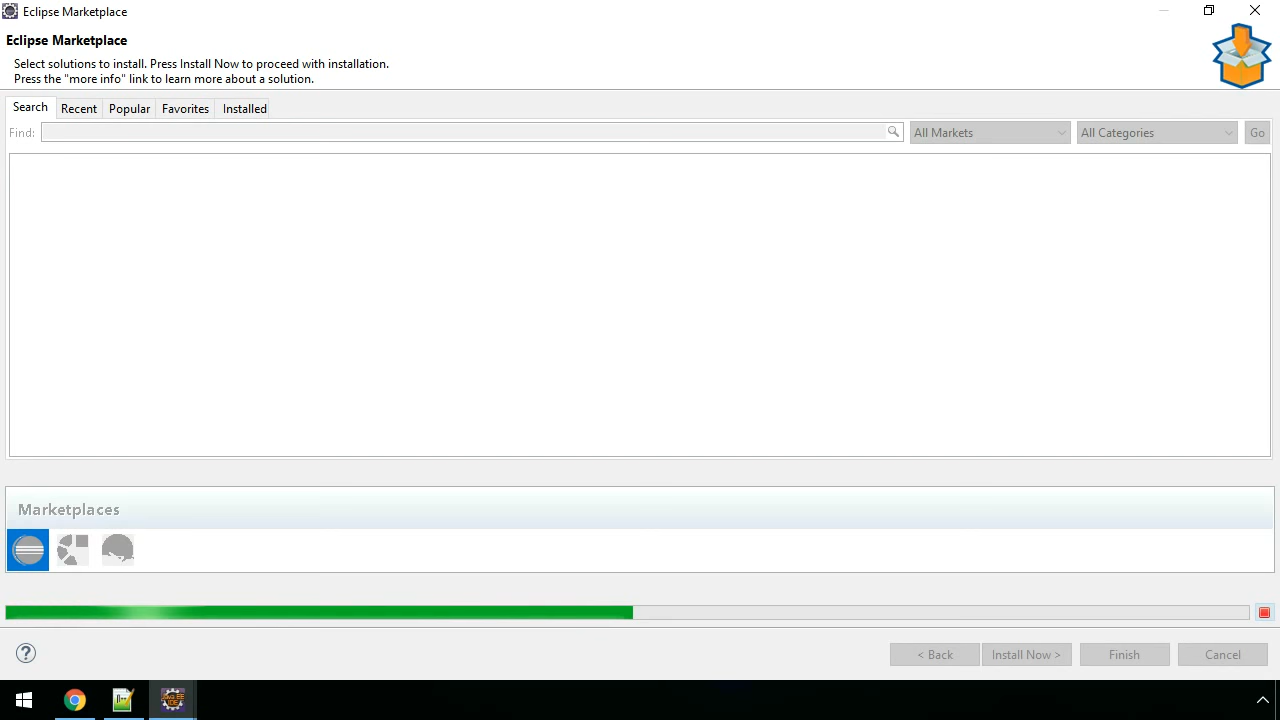 Eclipse Marketplace
Eclipse Marketplace
Select solutions to install. Press Install Now to proceed with installation.
Press the "more info" link to learn more about a solution.
Search Recent Popular Favorites Installed
Find: All Markets All Categories Go
Marketplaces
?
< Back Install Now > Finish Cancel